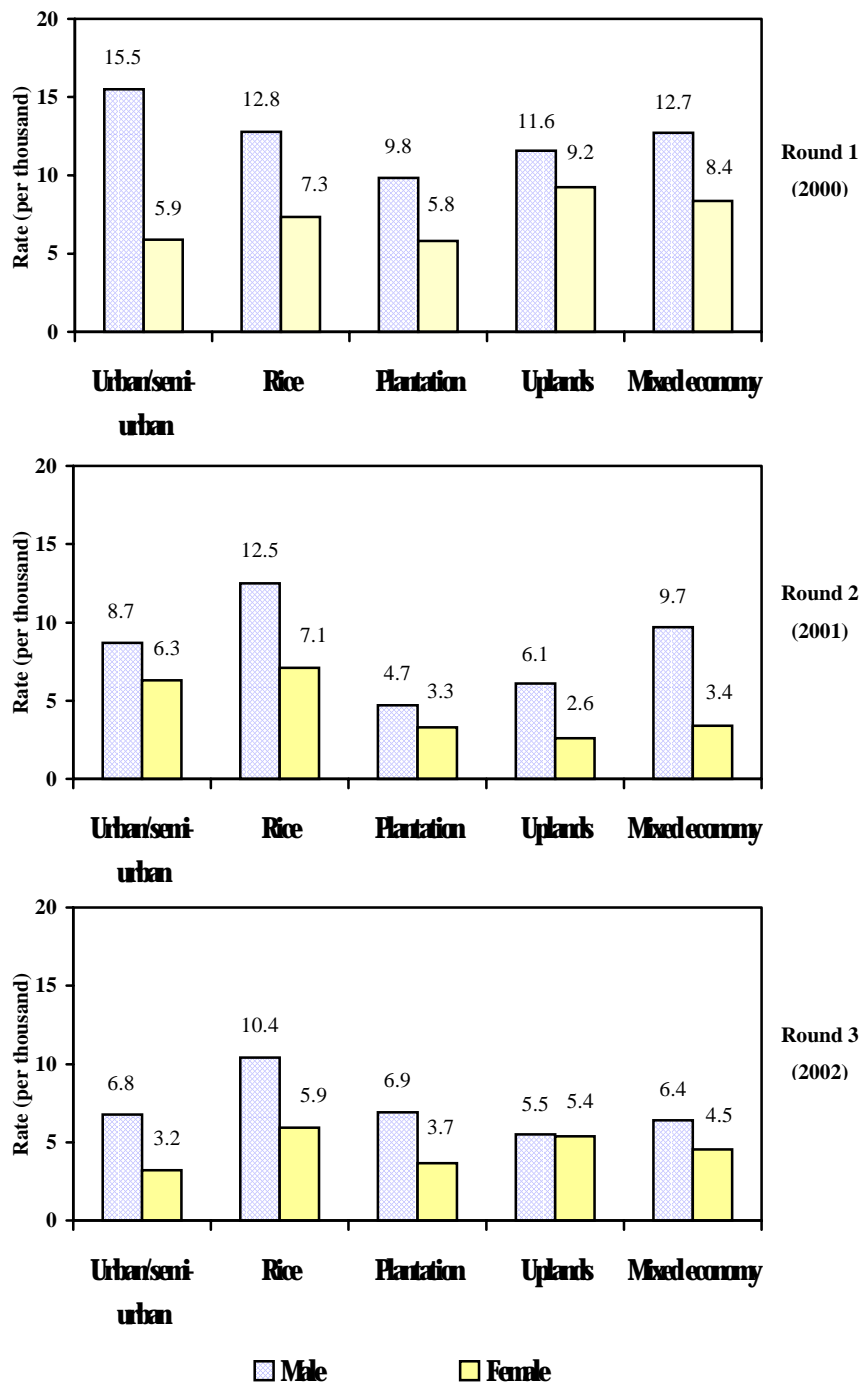 20
15
10
5
0
Rate (per thousand)
15.5
5.9
12.8
7.3
9.8
5.8
11.6
9.2
12.7
8.4
Urban/semi-
urban
Rice
Plantation
Uplands
Mixed economy
Round 1
(2000)
20
15
10
5
0
Rate (per thousand)
8.7
6.3
12.5
7.1
4.7
3.3
6.1
2.6
9.7
3.4
Urban/semi-
urban
Rice
Plantation
Uplands
Mixed economy
Round 2
(2001)
20
15
10
5
0
Rate (per thousand)
6.8
3.2
10.4
5.9
6.9
3.7
5.5
5.4
6.4
4.5
Urban/semi-
urban
Rice
Plantation
Uplands
Mixed economy
Round 3
(2002)
Male
Female